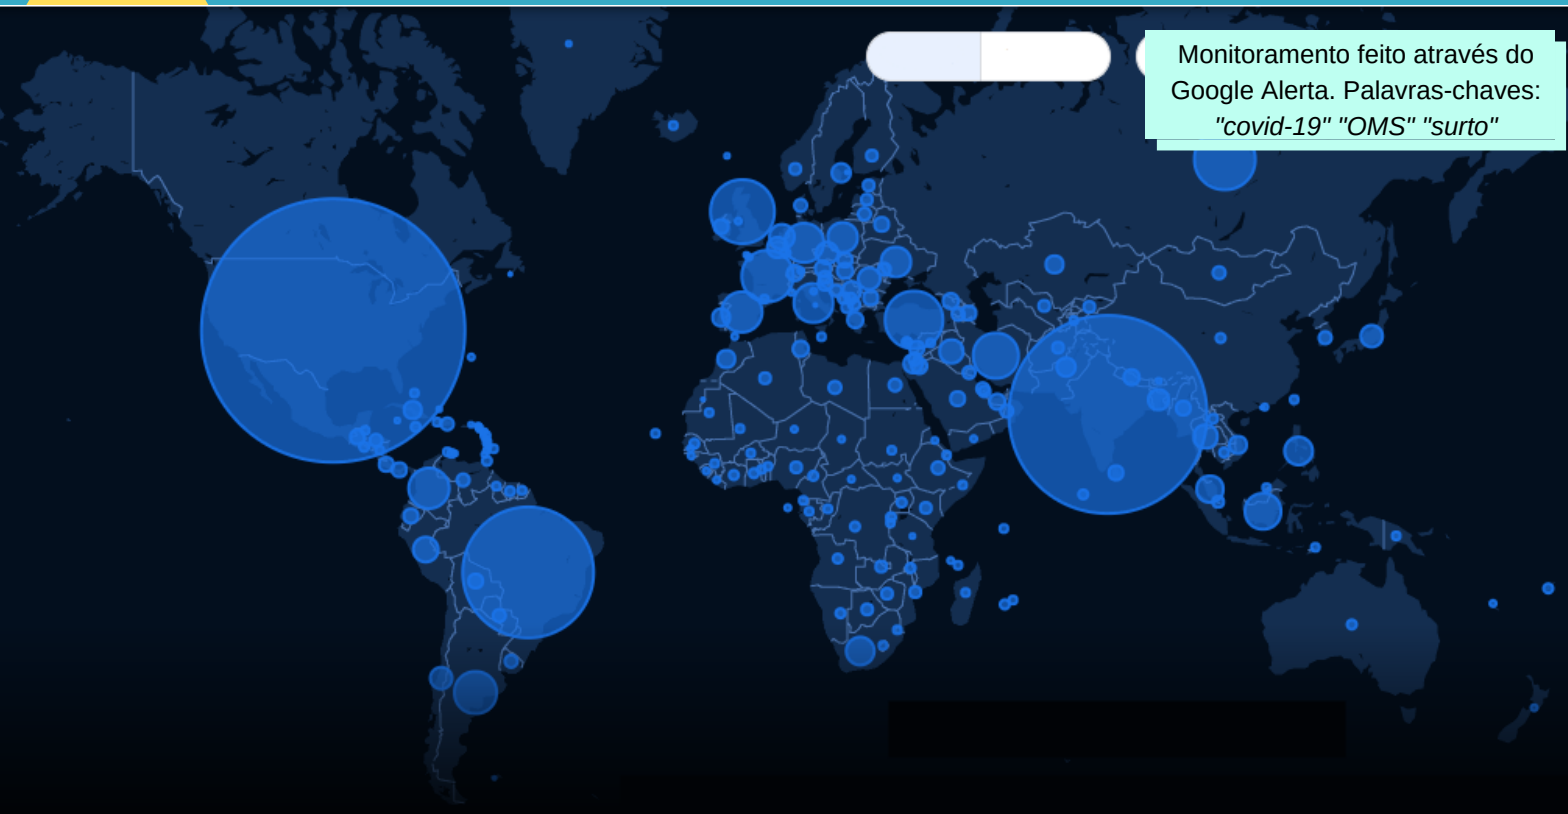 Monitoramento feito através do
Google Alerta. Palavras-chaves:
"covid-19" "OMS" "surto"